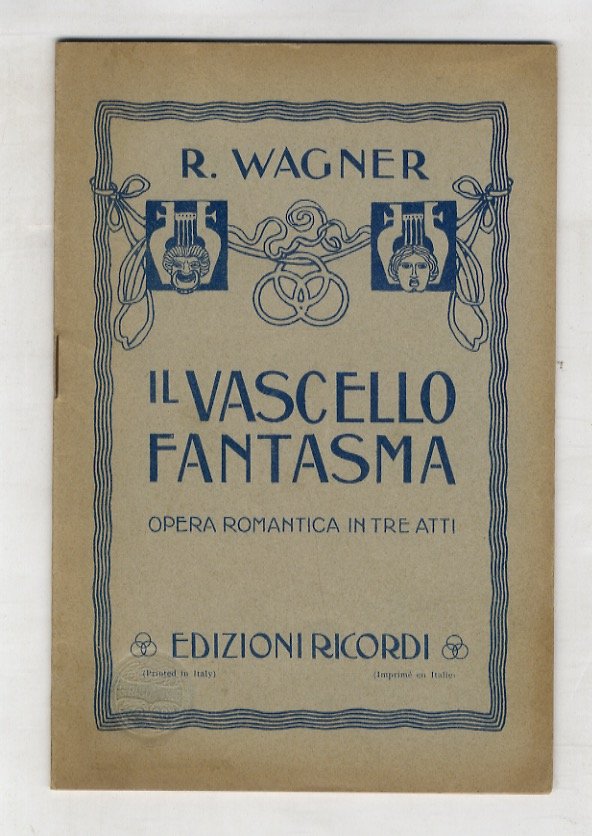 R. WAGNER
IL VASCELLO
FANTASMA
OPERA ROMANTICA IN TRE ATTI
EDIZIONI RICORDI
(Printed in Italy) (Imprimé en Italie)